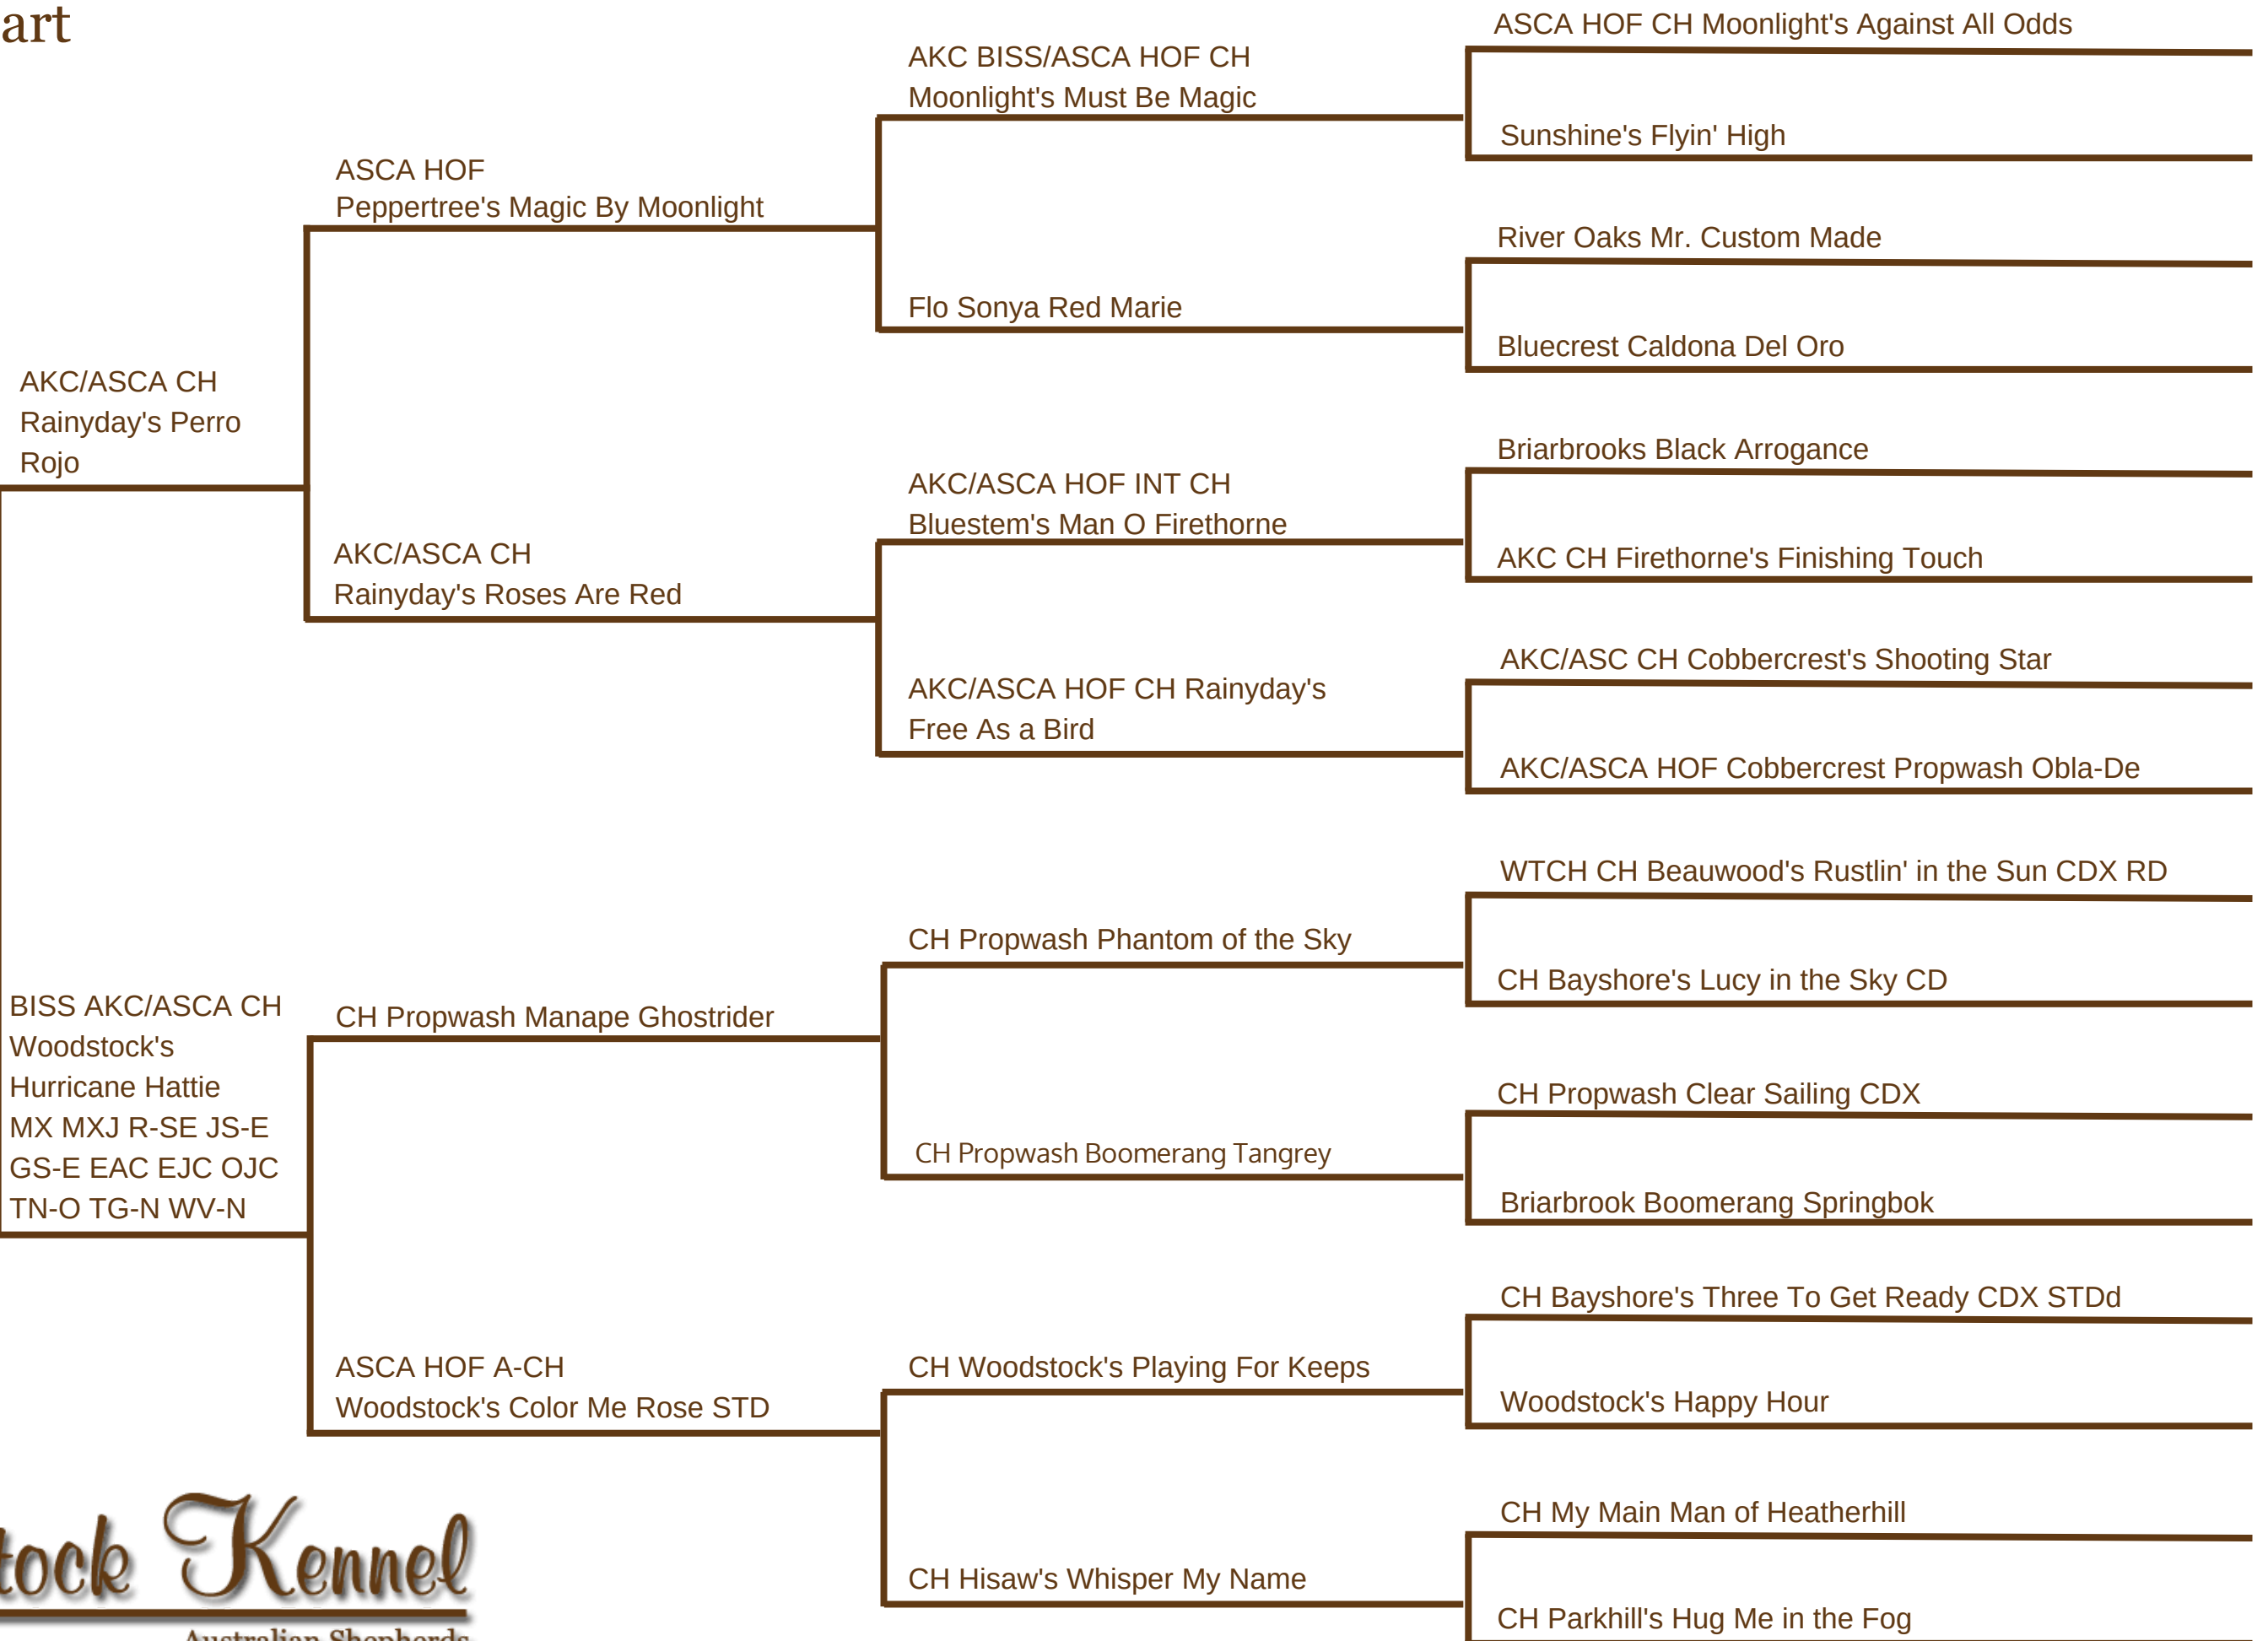 art
AKC/ASCA CH
Rainyday's Perro
Rojo
BISS AKC/ASCA CH
Woodstock's
Hurricane Hattie
MX MXJ R-SE JS-E
GS-E EAC EJC OJC
TN-O TG-N WV-N
ASCA HOF
Peppertree's Magic By Moonlight
AKC/ASCA CH
Rainyday's Roses Are Red
CH Propwash Manape Ghostrider
ASCA HOF A-CH
Woodstock's Color Me Rose STD
AKC BISS/ASCA HOF CH
Moonlight's Must Be Magic
Flo Sonya Red Marie
AKC/ASCA HOF INT CH
Bluestem's Man O Firethorne
AKC/ASCA HOF CH Rainyday's
Free As a Bird
CH Propwash Phantom of the Sky
CH Propwash Boomerang Tangrey
CH Woodstock's Playing For Keeps
CH Hisaw's Whisper My Name
ASCA HOF CH Moonlight's Against All Odds
Sunshine's Flyin' High
River Oaks Mr. Custom Made
Bluecrest Caldona Del Oro
Briarbrooks Black Arrogance
AKC CH Firethorne's Finishing Touch
AKC/ASC CH Cobbercrest's Shooting Star
AKC/ASCA HOF Cobbercrest Propwash Obla-De
WTCH CH Beauwood's Rustlin' in the Sun CDX RD
CH Bayshore's Lucy in the Sky CD
CH Propwash Clear Sailing CDX
Briarbrook Boomerang Springbok
CH Bayshore's Three To Get Ready CDX STDd
Woodstock's Happy Hour
CH My Main Man of Heatherhill
CH Parkhill's Hug Me in the Fog
tock Kennel
Australian Shepherds